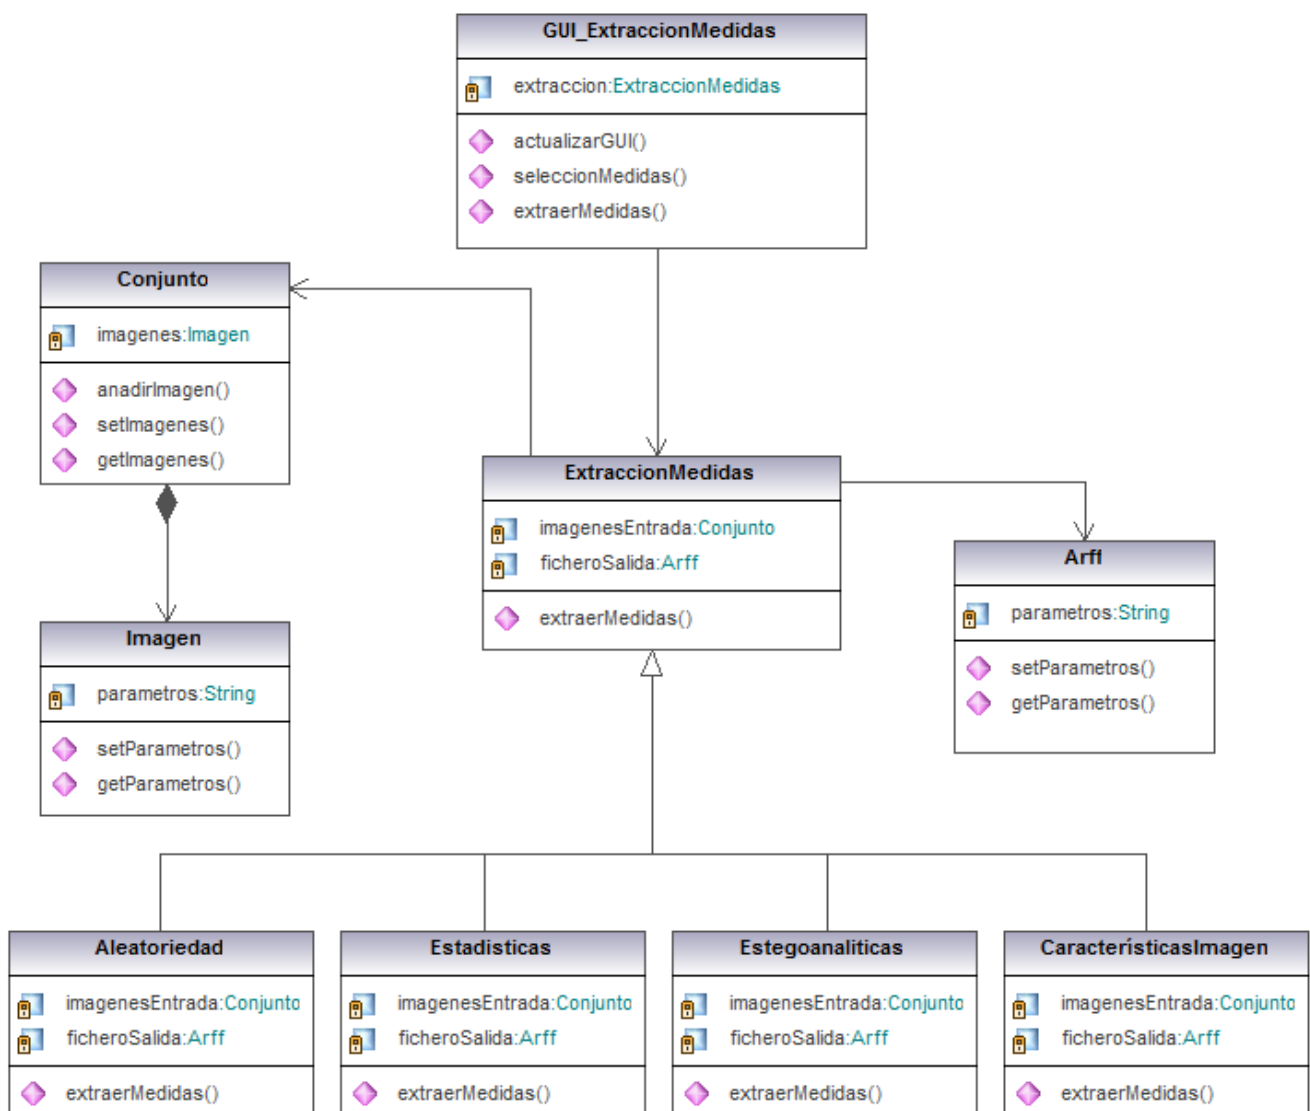 GUI_ExtraccionMedidas
extraccion:ExtraccionMedidas
actualizarGUI()
seleccionMedidas()
extraerMedidas()
Conjunto
imagenes:Imagen
anadirImagen()
setImagenes()
getImagenes()
ExtraccionMedidas
imagenesEntrada:Conjunto
ficheroSalida:Arff
extraerMedidas()
Arff
parametros:String
setParametros()
getParametros()
Imagen
parametros:String
setParametros()
getParametros()
Aleatoriedad
imagenesEntrada:Conjunto
ficheroSalida:Arff
extraerMedidas()
Estadisticas
imagenesEntrada:Conjunto
ficheroSalida:Arff
extraerMedidas()
Estegoanaliticas
imagenesEntrada:Conjunto
ficheroSalida:Arff
extraerMedidas()
CaracterísticasImagen
imagenesEntrada:Conjunto
ficheroSalida:Arff
extraerMedidas()